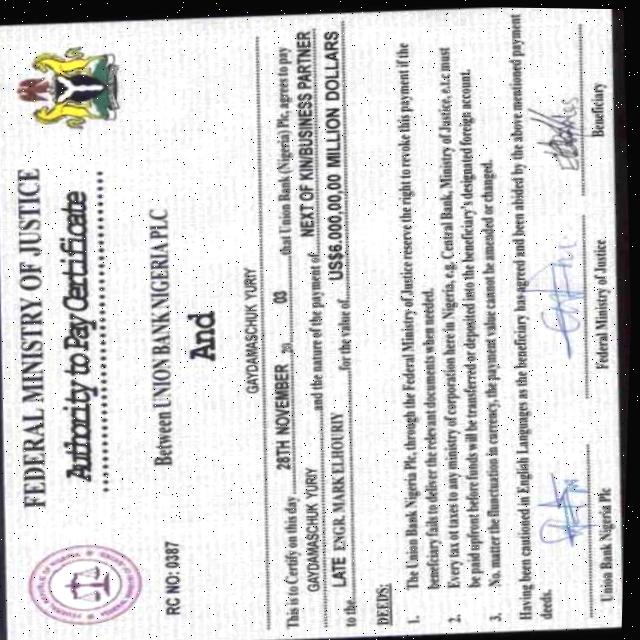 FEDERAL MINISTRY OF JUSTICE
Authority to Pay Certificate
Between UNION BANK NIGERIA PLC
RC NO: 0387
And
GAYDAMASCHUK YURIY
This is to Certify on this day 28TH NOVEMBER 20 03 that Union Bank (Nigeria) Plc, agrees to pay
GAYDAMASCHUK YURIY and the nature of the payment of NEXT OF KIN/BUSINESS PARTNER
to the LATE ENGR. MARK ELHOURIY for the value of US$6.000,00,00 MILLION DOLLARS
DEEDS:
1. The Union Bank Nigeria Plc, through the Federal Ministry of Justice reserve the right to revoke this payment if the
beneficiary fails to deliver the relevant documents when needed.
2. Every tax of taxes to any ministry of corporation here in Nigeria, e.g. Central Bank, Ministry of Justice, e.t.c must
be paid upfront before funds will be transferred or deposited into the beneficiary's designated foreign account.
3. No. matter the fluncruation in currency, the payment value cannot be amended or changed.
Having been cautioned in English Languages as the beneficiary has agreed and been abided by the above mentioned payment
deeds.
Union Bank Nigeria Plc
Federal Ministry of Justice
Beneficiary